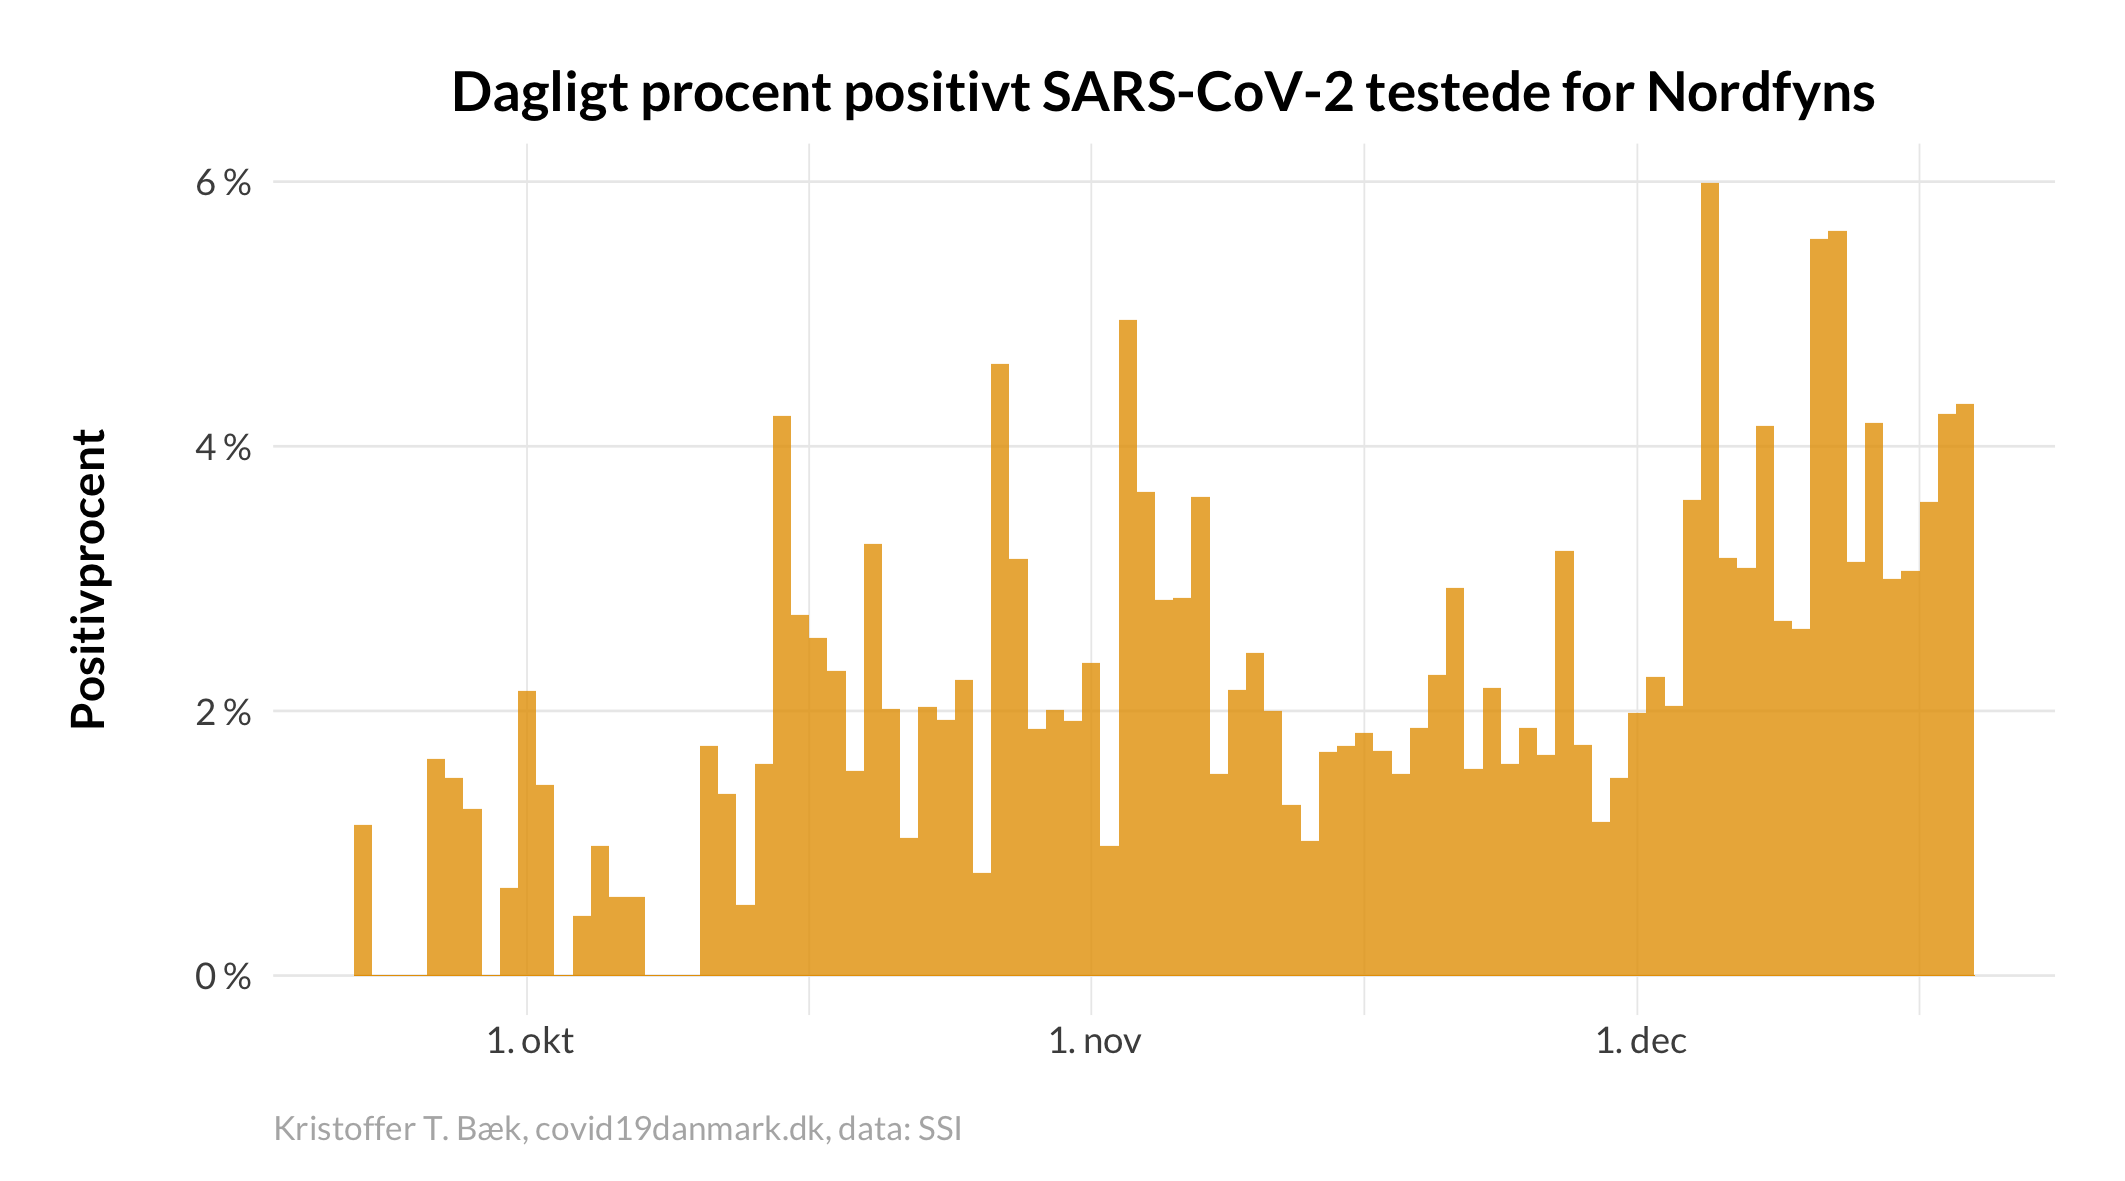 Dagligt procent positivt SARS-CoV-2 testede for Nordfyns
Positivprocent
6 %
4 %
2 %
0 %
1. okt
1. nov
1. dec
Kristoffer T. Bæk, covid19danmark.dk, data: SSI